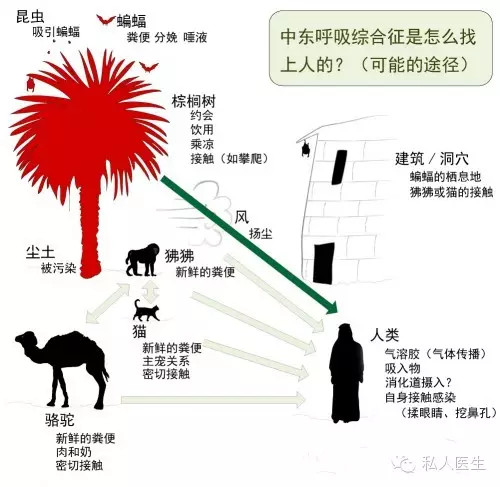 昆虫
吸引蝙蝠
蝙蝠
粪便 分娩 唾液
中东呼吸综合征是怎么找
上人的？（可能的途径）
棕榈树
约会
饮用
乘凉
接触（如攀爬）
建筑／洞穴
蝙蝠的栖息地
狒狒或猫的接触
风
扬尘
尘土
被污染
狒狒
新鲜的粪便
猫
新鲜的粪便
主宠关系
密切接触
人类
气溶胶（气体传播）
吸入物
消化道摄入？
自身接触感染
（揉眼睛、挖鼻孔）
骆驼
新鲜的粪便
肉和奶
密切接触
私人医生